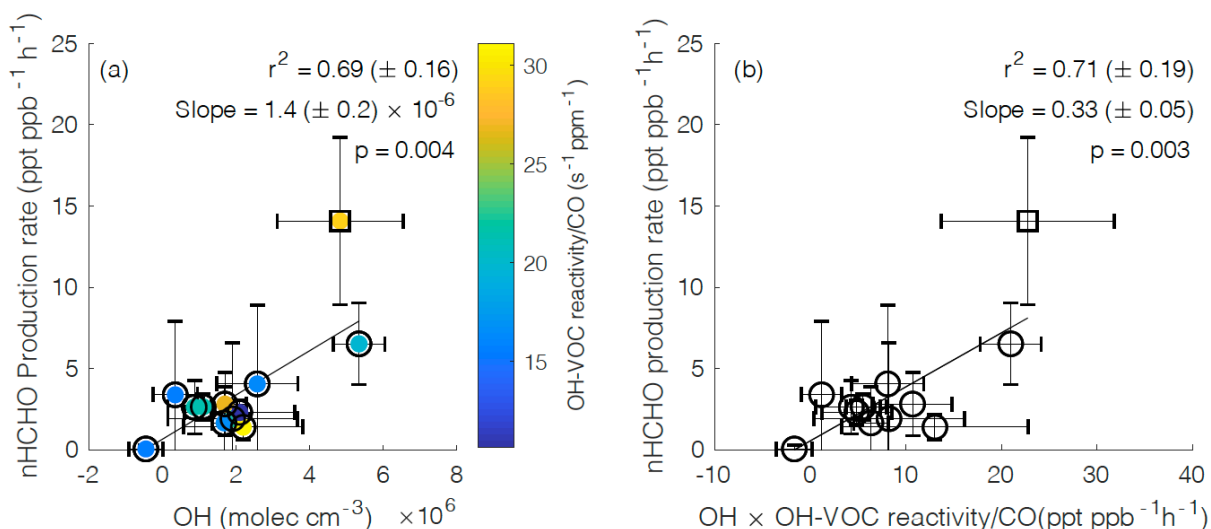 (a)
r² = 0.69 (± 0.16)
Slope = 1.4 (± 0.2) × 10⁻⁶
p = 0.004
nHCHO Production rate (ppt ppb⁻¹ h⁻¹)
25
20
15
10
5
0
-2
0
2
4
6
8
×10⁶
OH (molec cm⁻³)
30
25
20
15
OH-VOC reactivity/CO (s⁻¹ ppm⁻¹)
(b)
r² = 0.71 (± 0.19)
Slope = 0.33 (± 0.05)
p = 0.003
nHCHO production rate (ppt ppb⁻¹h⁻¹)
25
20
15
10
5
0
-10
0
10
20
30
40
OH × OH-VOC reactivity/CO(ppt ppb⁻¹h⁻¹)